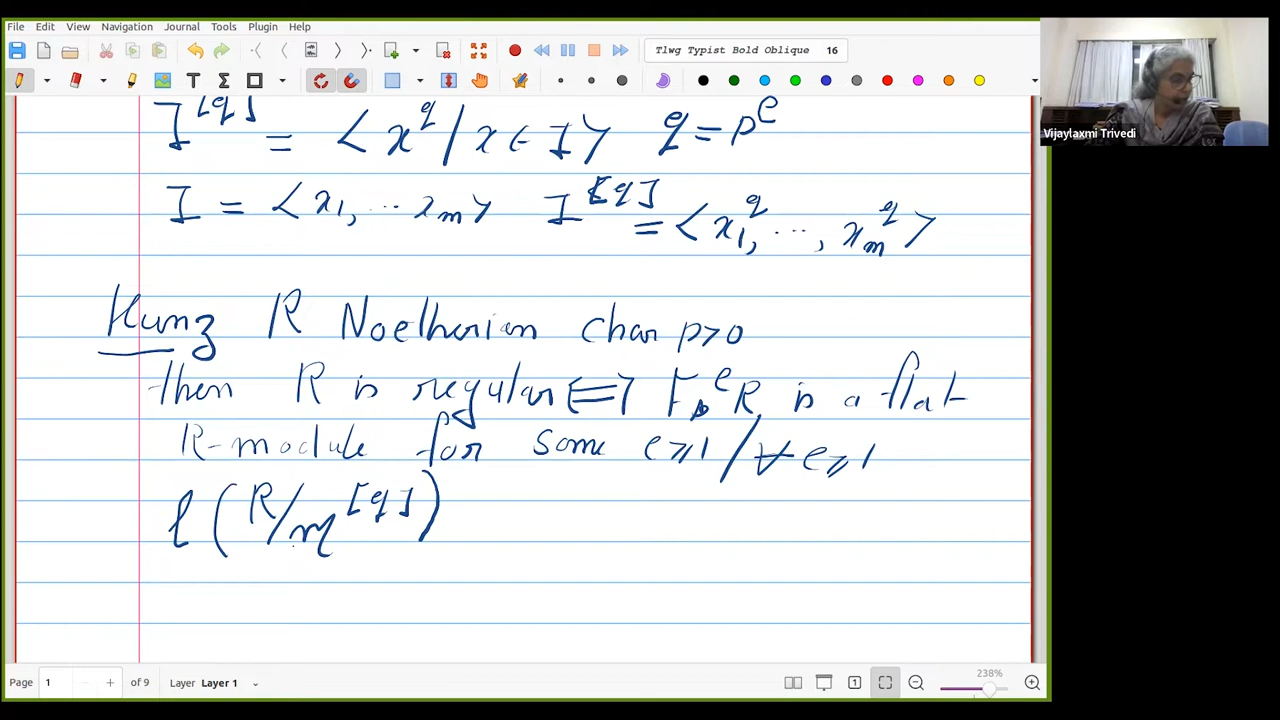 File Edit View Navigation Journal Tools Plugin Help
Tlwg Typist Bold Oblique 16
I^[q] = < x^q / x ∈ I > q = p^e
I = < x_1, ... x_m > I^[q] = < x_1^q, ..., x_m^q >
Kunz R Noetherian char p>0
then R is regular <=> F_*^e R is a flat
R-module for some e ≥ 1 / ∀ e ≥ 1
ℓ ( R/m^[q] )
Vijaylaxmi Trivedi
Page 1 of 9 Layer Layer 1 238%